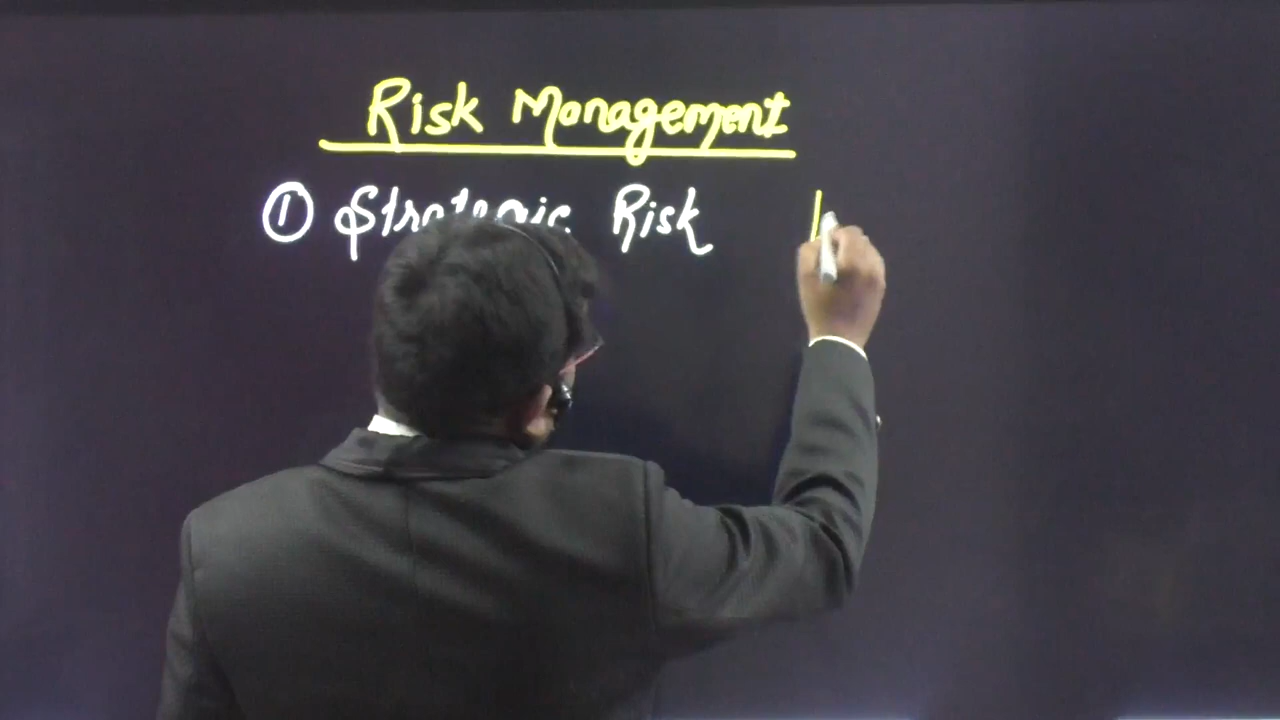 Risk Management
① Strategic Risk